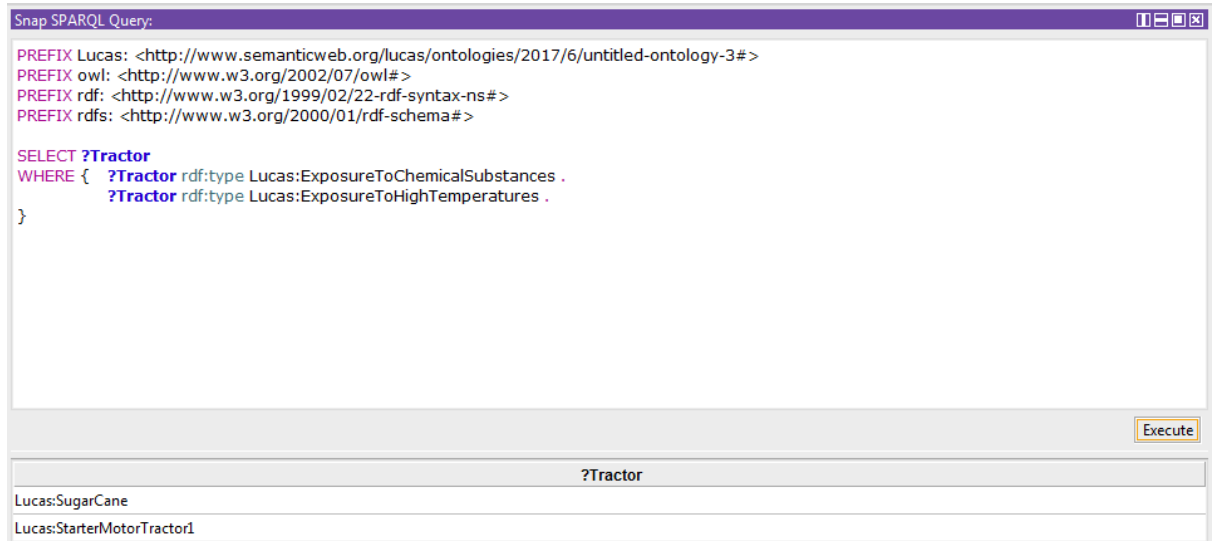 Snap SPARQL Query:
PREFIX Lucas: <http://www.semanticweb.org/lucas/ontologies/2017/6/untitled-ontology-3#>
PREFIX owl: <http://www.w3.org/2002/07/owl#>
PREFIX rdf: <http://www.w3.org/1999/02/22-rdf-syntax-ns#>
PREFIX rdfs: <http://www.w3.org/2000/01/rdf-schema#>
SELECT ?Tractor
WHERE { ?Tractor rdf:type Lucas:ExposureToChemicalSubstances .
?Tractor rdf:type Lucas:ExposureToHighTemperatures .
}
Execute
?Tractor
Lucas:SugarCane
Lucas:StarterMotorTractor1